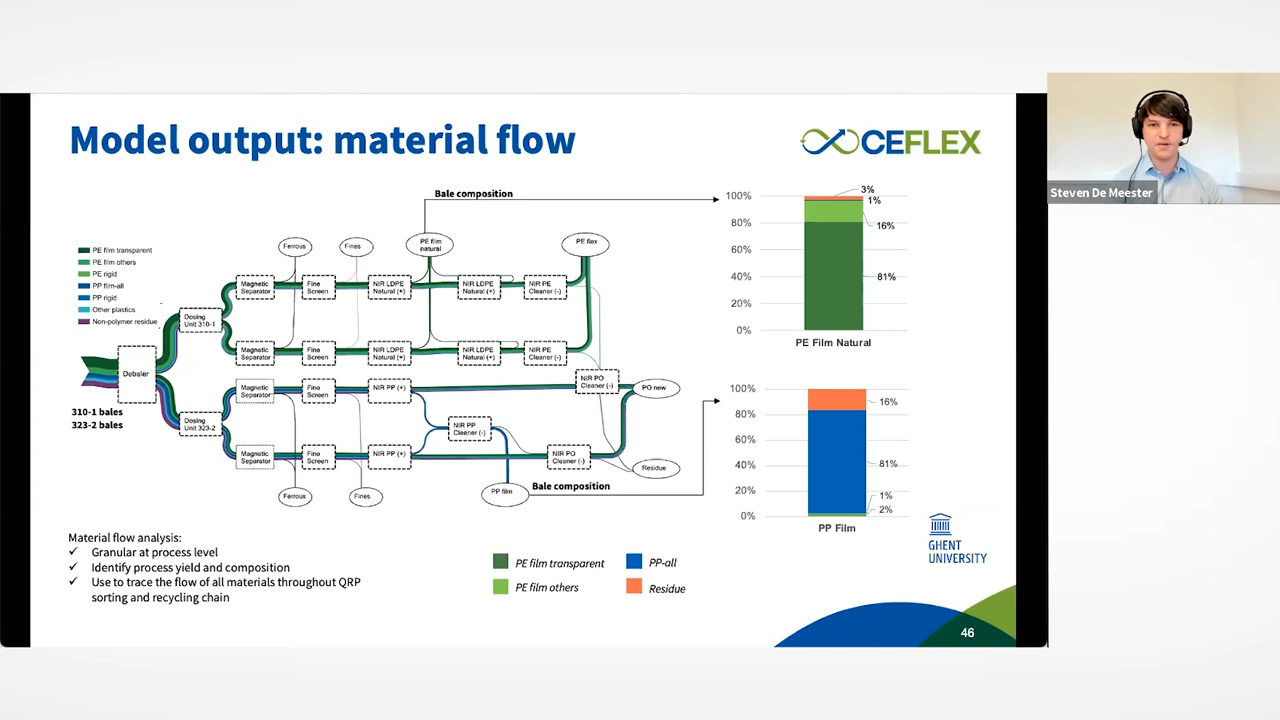 Model output: material flow
CEFLEX
Steven De Meester
Bale composition
PE film transparent
PE film others
PE rigid
PP film-all
PP rigid
Other plastics
Non-polymer residue
Ferrous
Fines
PE film
natural
PE flex
Magnetic
Separator
Fine
Screen
NIR LDPE
Natural (+)
NIR LDPE
Natural (+)
NIR PE
Cleaner (-)
Dosing
Unit 310-1
Magnetic
Separator
Fine
Screen
NIR LDPE
Natural (+)
NIR LDPE
Natural (+)
NIR PE
Cleaner (-)
Debaler
310-1 bales
323-2 bales
Magnetic
Separator
Fine
Screen
NIR PP (+)
NIR PO
Cleaner (-)
PO new
Dosing
Unit 323-2
NIR PP
Cleaner (-)
Magnetic
Separator
Fine
Screen
NIR PP (+)
NIR PO
Cleaner (-)
Residue
Ferrous
Fines
PP film
Bale composition
100%
80%
60%
40%
20%
0%
3%
1%
16%
81%
PE Film Natural
100%
80%
60%
40%
20%
0%
16%
81%
1%
2%
PP Film
Material flow analysis:
✓ Granular at process level
✓ Identify process yield and composition
✓ Use to trace the flow of all materials throughout QRP
sorting and recycling chain
PE film transparent
PP-all
PE film others
Residue
GHENT
UNIVERSITY
46